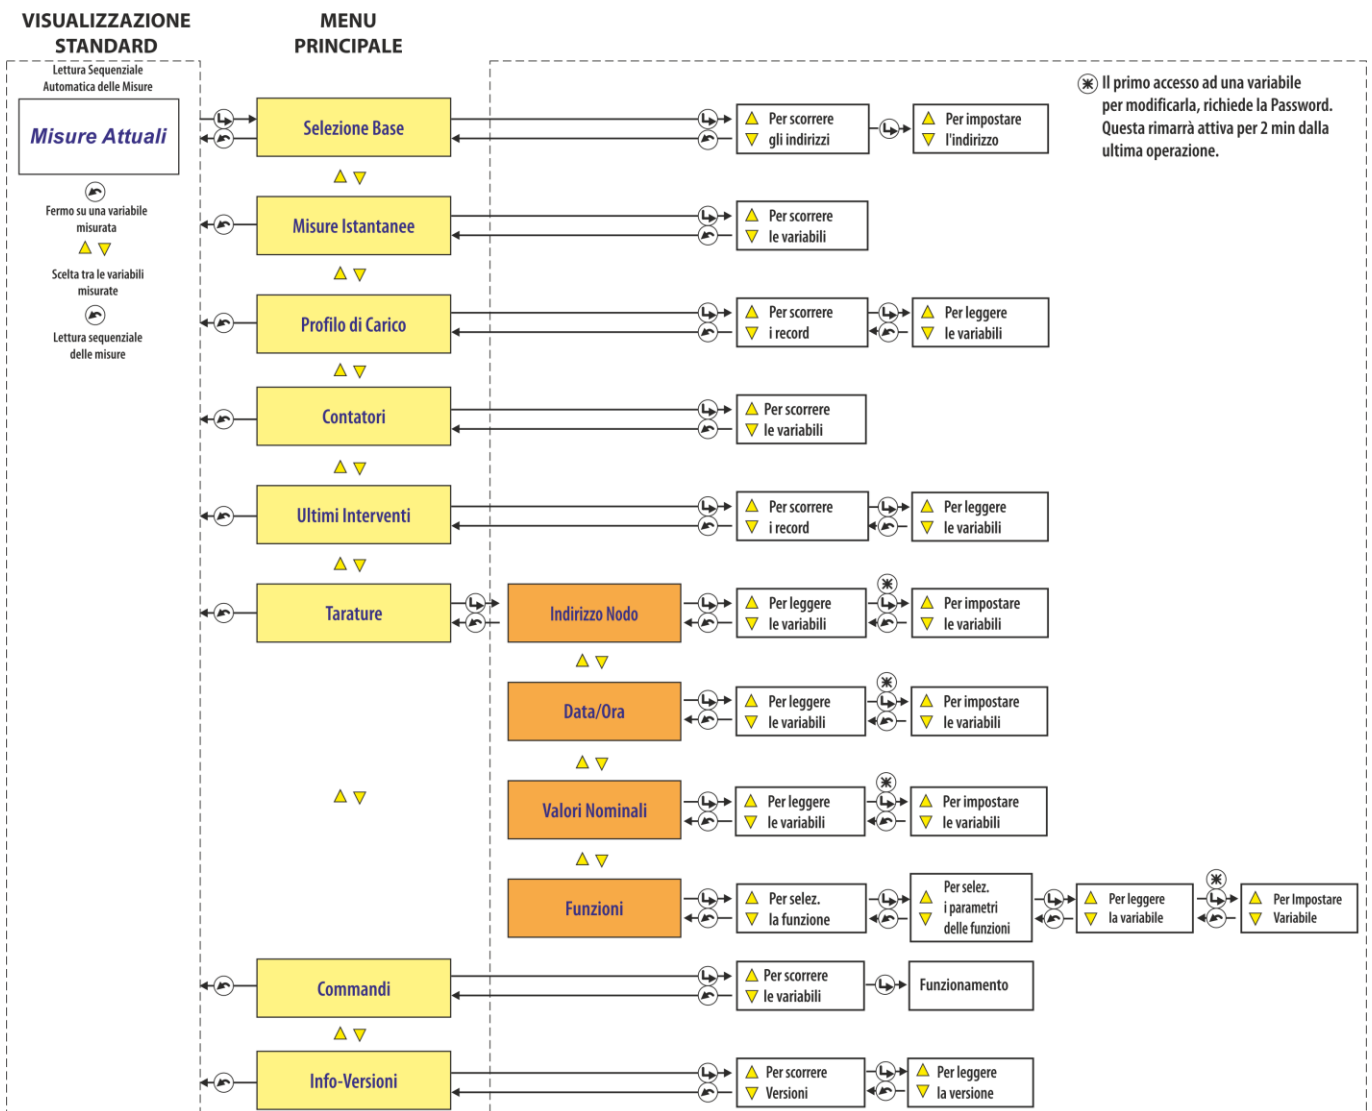 VISUALIZZAZIONE
STANDARD
MENU
PRINCIPALE
Lettura Sequenziale
Automatica delle Misure
Misure Attuali
Fermo su una variabile
misurata
Scelta tra le variabili
misurate
Lettura sequenziale
delle misure
Il primo accesso ad una variabile
per modificarla, richiede la Password.
Questa rimarrà attiva per 2 min dalla
ultima operazione.
Selezione Base
Per scorrere
gli indirizzi
Per impostare
l'indirizzo
Misure Istantanee
Per scorrere
le variabili
Profilo di Carico
Per scorrere
i record
Per leggere
le variabili
Contatori
Per scorrere
le variabili
Ultimi Interventi
Per scorrere
i record
Per leggere
le variabili
Tarature
Indirizzo Nodo
Per leggere
le variabili
Per impostare
le variabili
Data/Ora
Per leggere
le variabili
Per impostare
le variabili
Valori Nominali
Per leggere
le variabili
Per impostare
le variabili
Funzioni
Per selez.
la funzione
Per selez.
i parametri
delle funzioni
Per leggere
la variabile
Per Impostare
Variabile
Commandi
Per scorrere
le variabili
Funzionamento
Info-Versioni
Per scorrere
Versioni
Per leggere
la versione